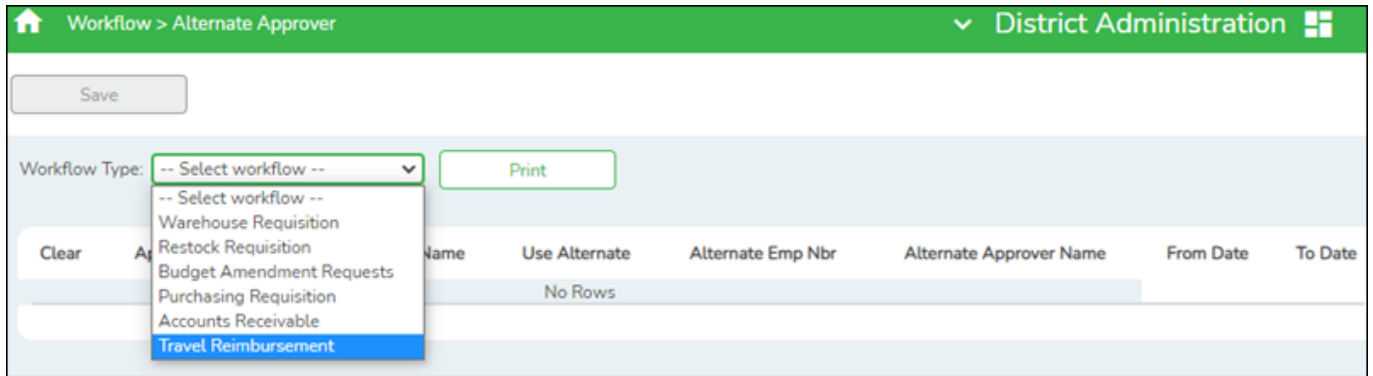 Workflow > Alternate Approver
District Administration
Save
Workflow Type: -- Select workflow --
Print
-- Select workflow --
Warehouse Requisition
Restock Requisition
Budget Amendment Requests
Purchasing Requisition
Accounts Receivable
Travel Reimbursement
Clear Name Use Alternate Alternate Emp Nbr Alternate Approver Name From Date To Date
No Rows